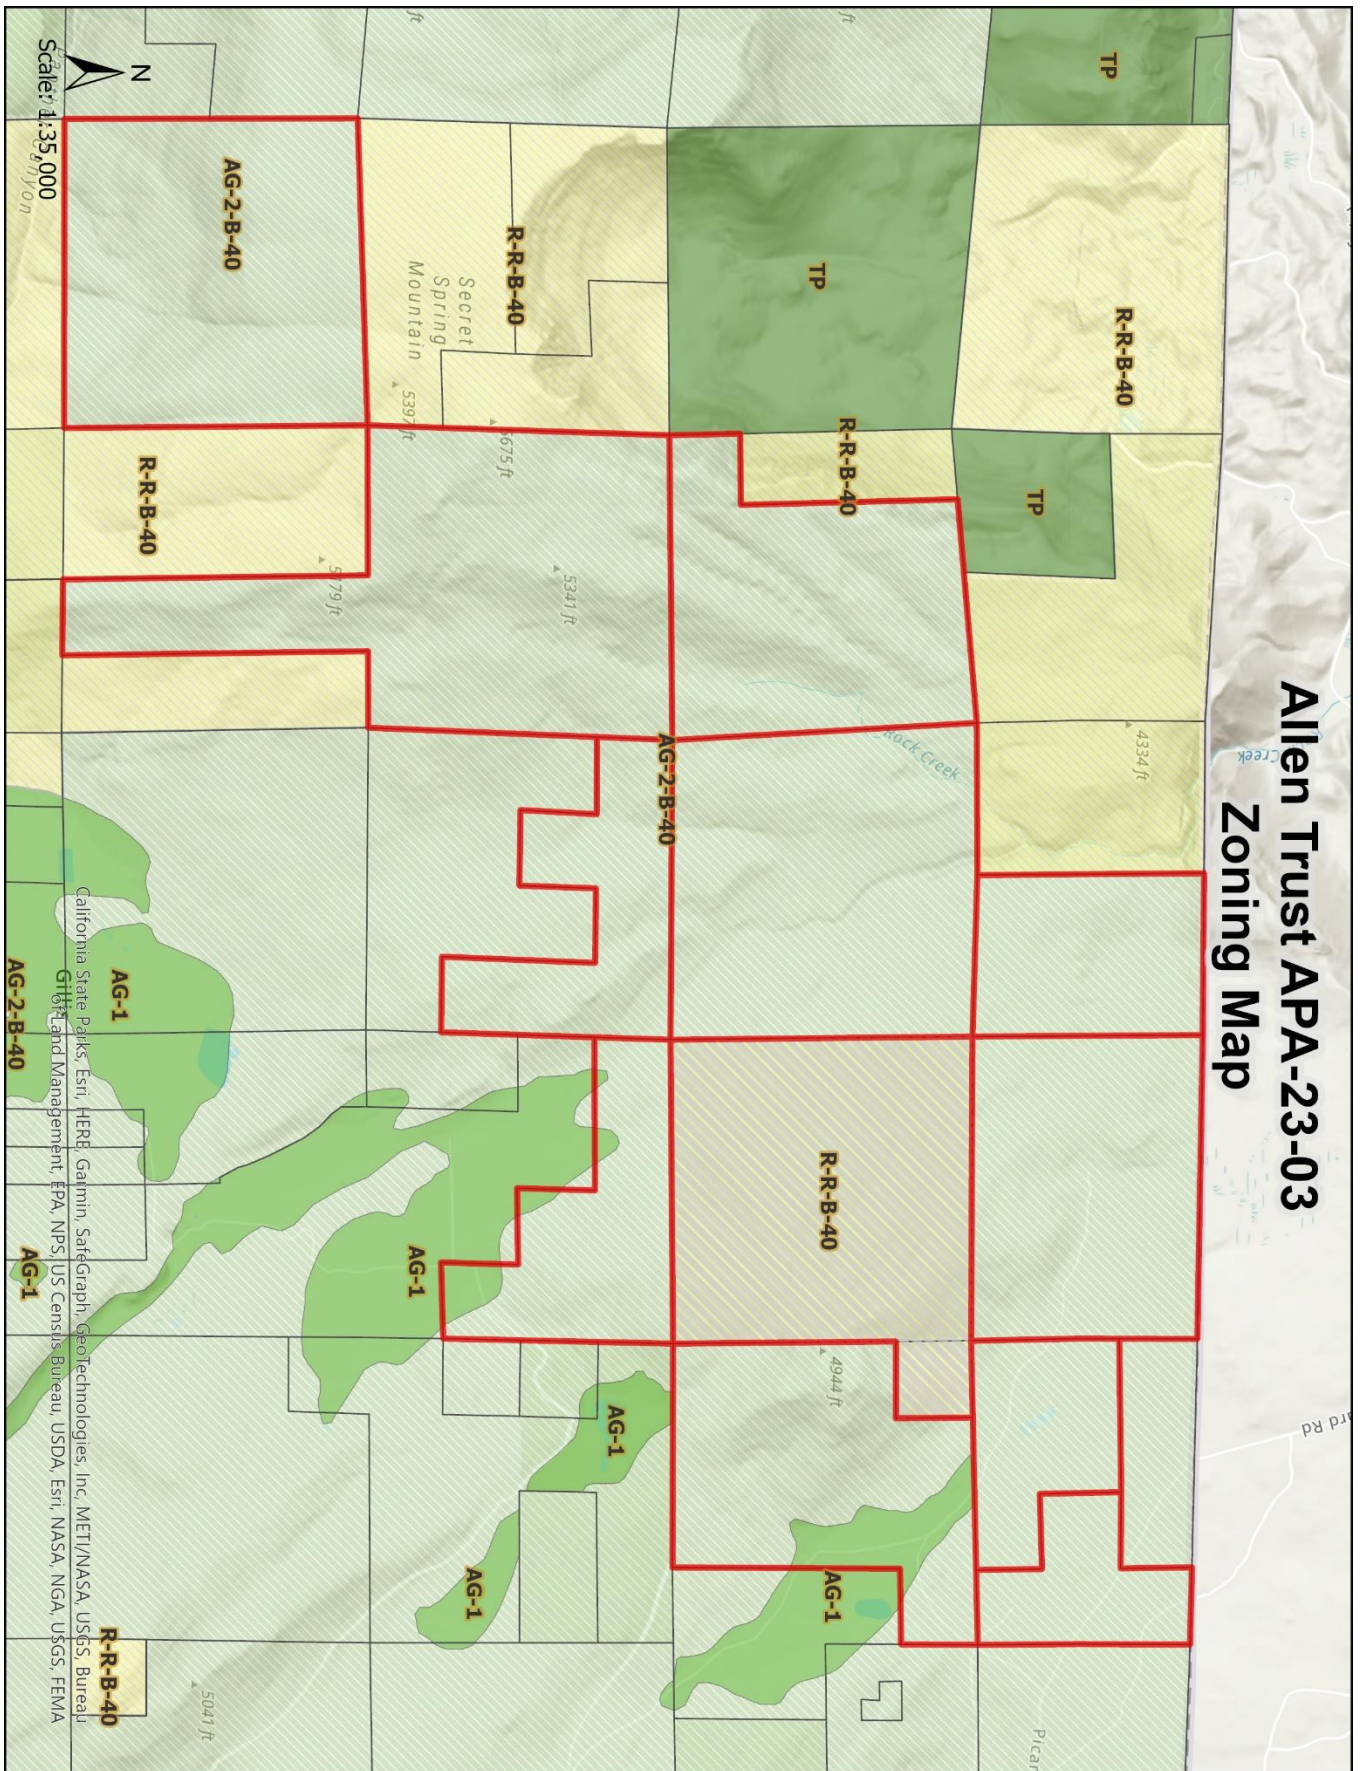 Allen Trust APA-23-03
Zoning Map
TP
R-R-B-40
TP
R-R-B-40
TP
R-R-B-40
Secret
Spring
Mountain
5397 ft
5675 ft
AG-2-B-40
R-R-B-40
5341 ft
4334 ft
Creek
Rock Creek
AG-2-B-40
R-R-B-40
4944 ft
AG-1
AG-1
AG-1
AG-1
AG-1
AG-1
AG-2-B-40
R-R-B-40
5041 ft
ft
ft
N
Scale: 1:35,000
California State Parks, Esri, HERE, Garmin, SafeGraph, GeoTechnologies, Inc, METI/NASA, USGS, Bureau
of Land Management, EPA, NPS, US Census Bureau, USDA, Esri, NASA, NGA, USGS, FEMA